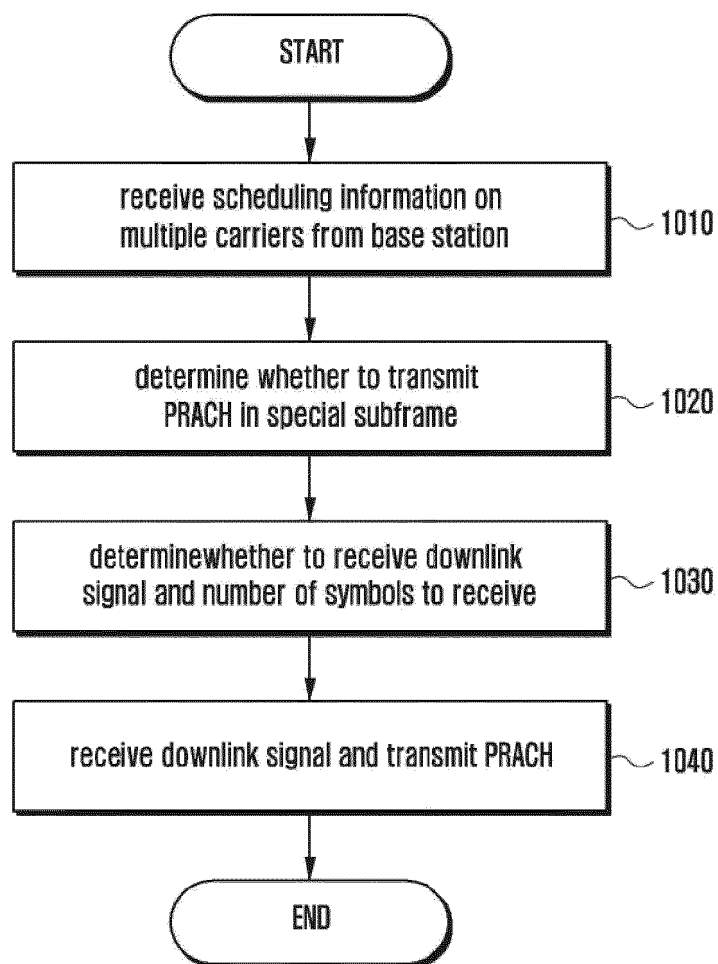 START
receive scheduling information on
multiple carriers from base station
1010
determine whether to transmit
PRACH in special subframe
1020
determinewhether to receive downlink
signal and number of symbols to receive
1030
receive downlink signal and transmit PRACH
1040
END